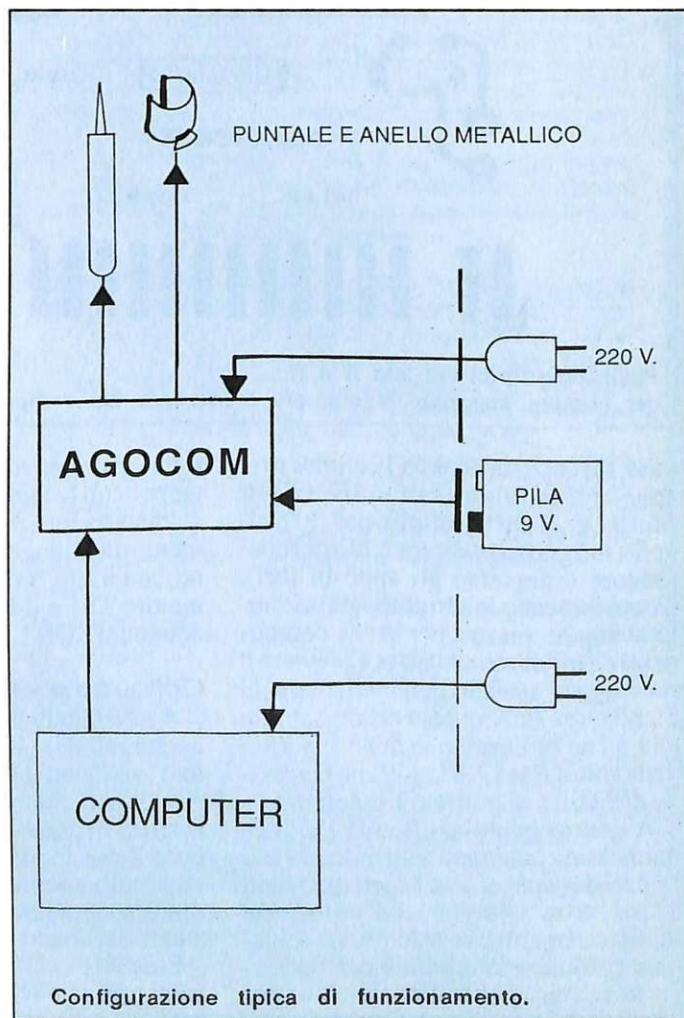 PUNTALE E ANELLO METALLICO
220 V.
AGOCOM
PILA
9 V.
220 V.
COMPUTER
Configurazione tipica di funzionamento.